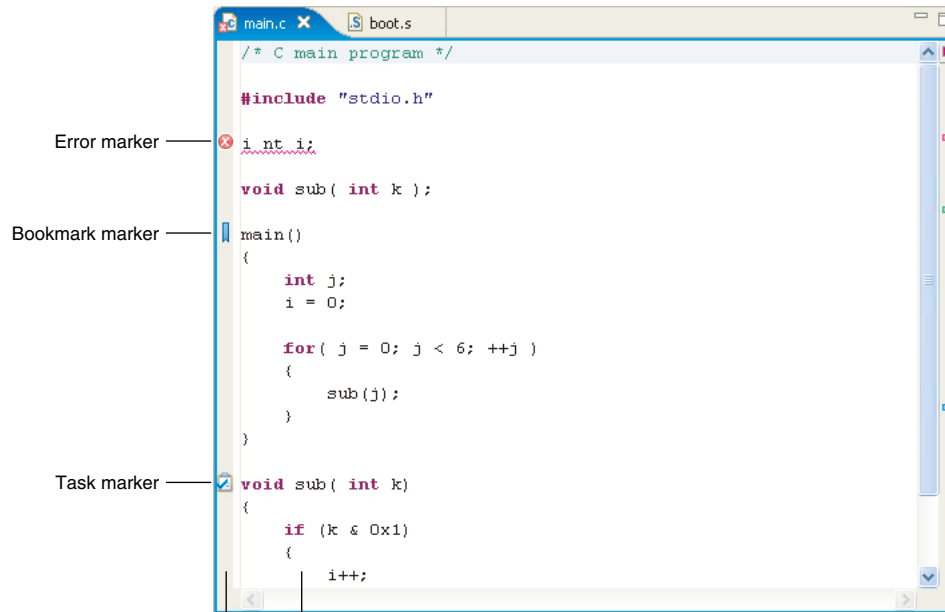 main.c boot.s
/* C main program */
#include "stdio.h"
Error marker i nt i;
void sub( int k );
Bookmark marker main()
{
int j;
i = 0;
for( j = 0; j < 6; ++j )
{
sub(j);
}
}
Task marker void sub( int k)
{
if (k & 0x1)
{
i++;